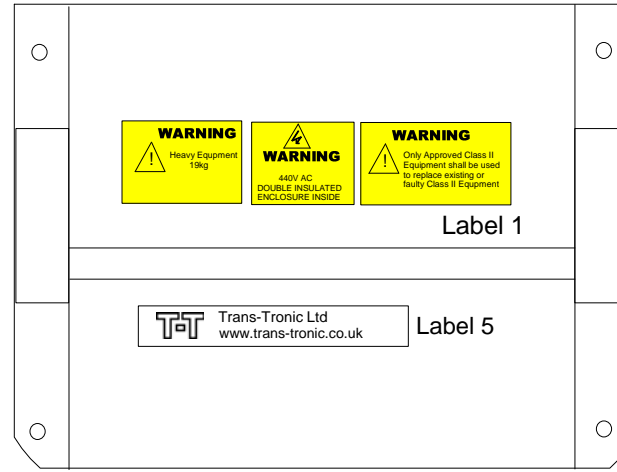 WARNING
Heavy Equpment
19kg
WARNING
440V AC
DOUBLE INSULATED
ENCLOSURE INSIDE
WARNING
Only Approved Class II
Equipment shall be used
to replace existing or
faulty Class II Equpment
Label 1
T-T Trans-Tronic Ltd
www.trans-tronic.co.uk
Label 5